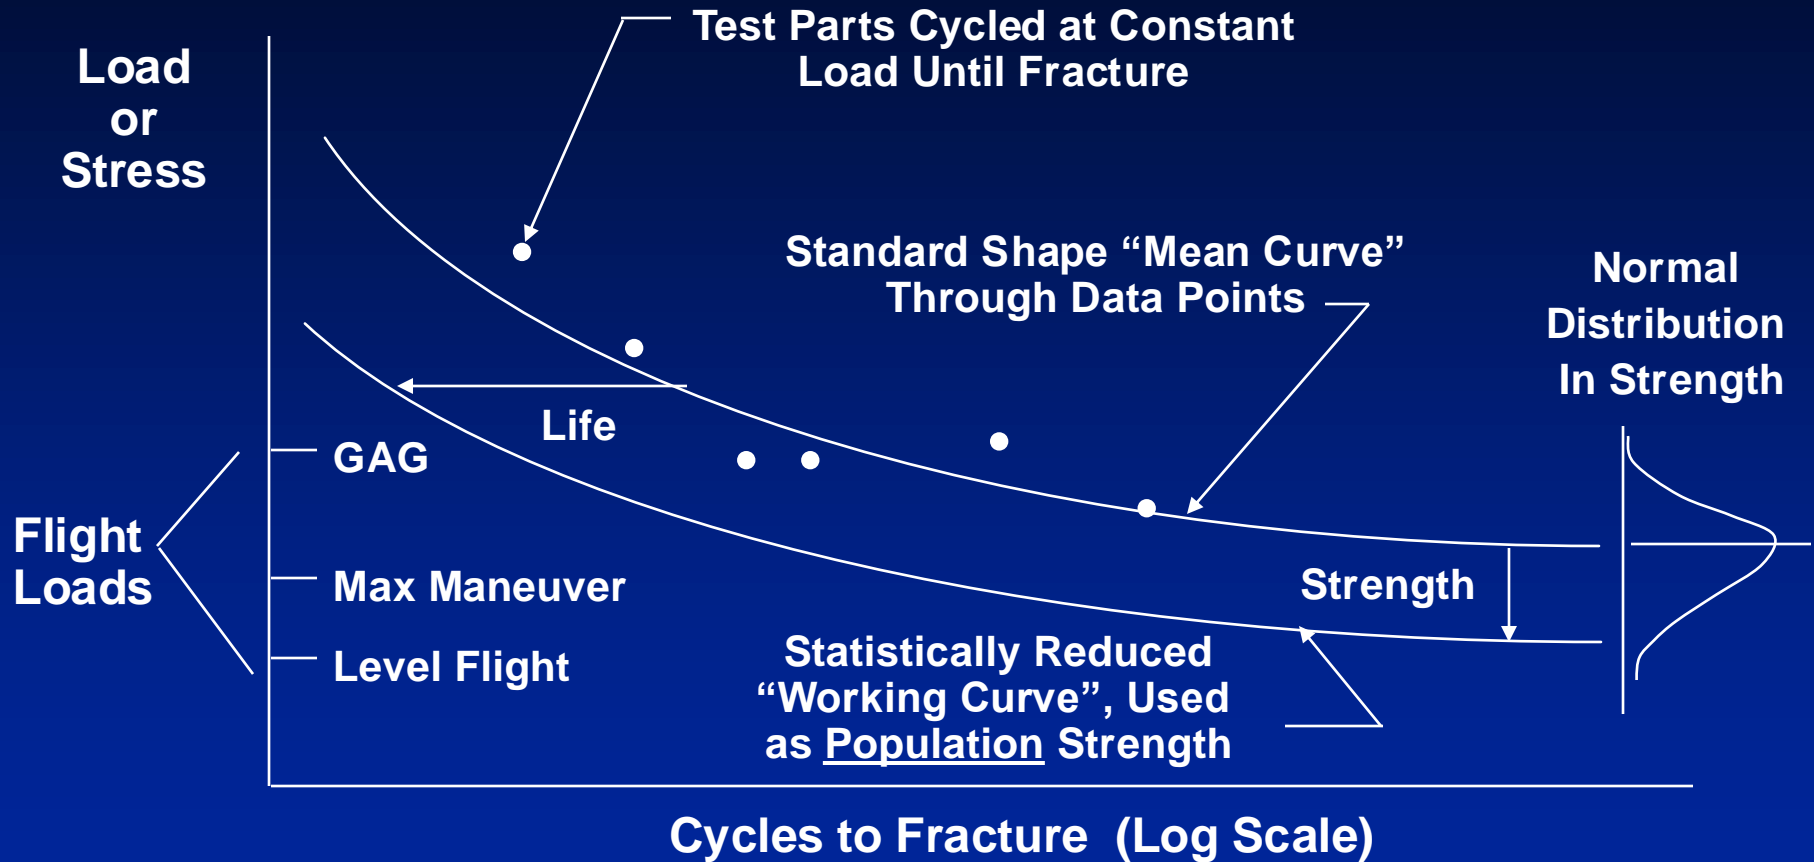 Test Parts Cycled at Constant
Load Until Fracture
Load
or
Stress
Standard Shape “Mean Curve”
Through Data Points
Normal
Distribution
In Strength
Life
GAG
Flight
Loads
Max Maneuver
Strength
Level Flight
Statistically Reduced
“Working Curve”, Used
as Population Strength
Cycles to Fracture (Log Scale)